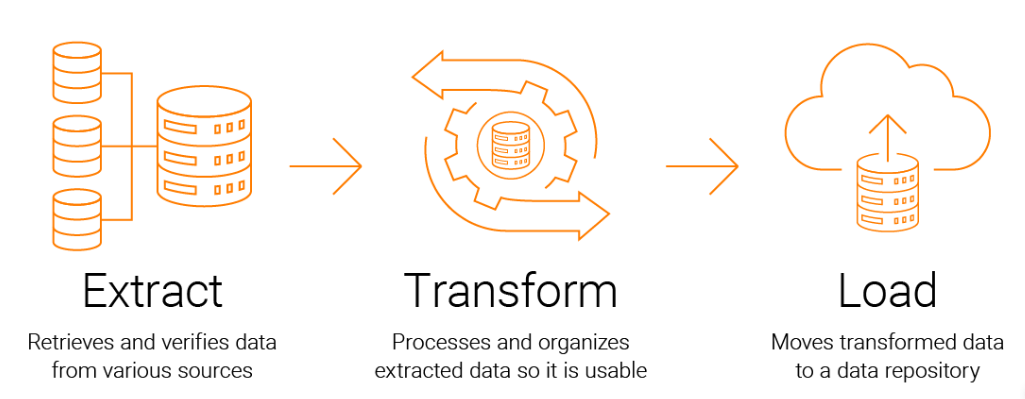 Extract
Retrieves and verifies data
from various sources
Transform
Processes and organizes
extracted data so it is usable
Load
Moves transformed data
to a data repository